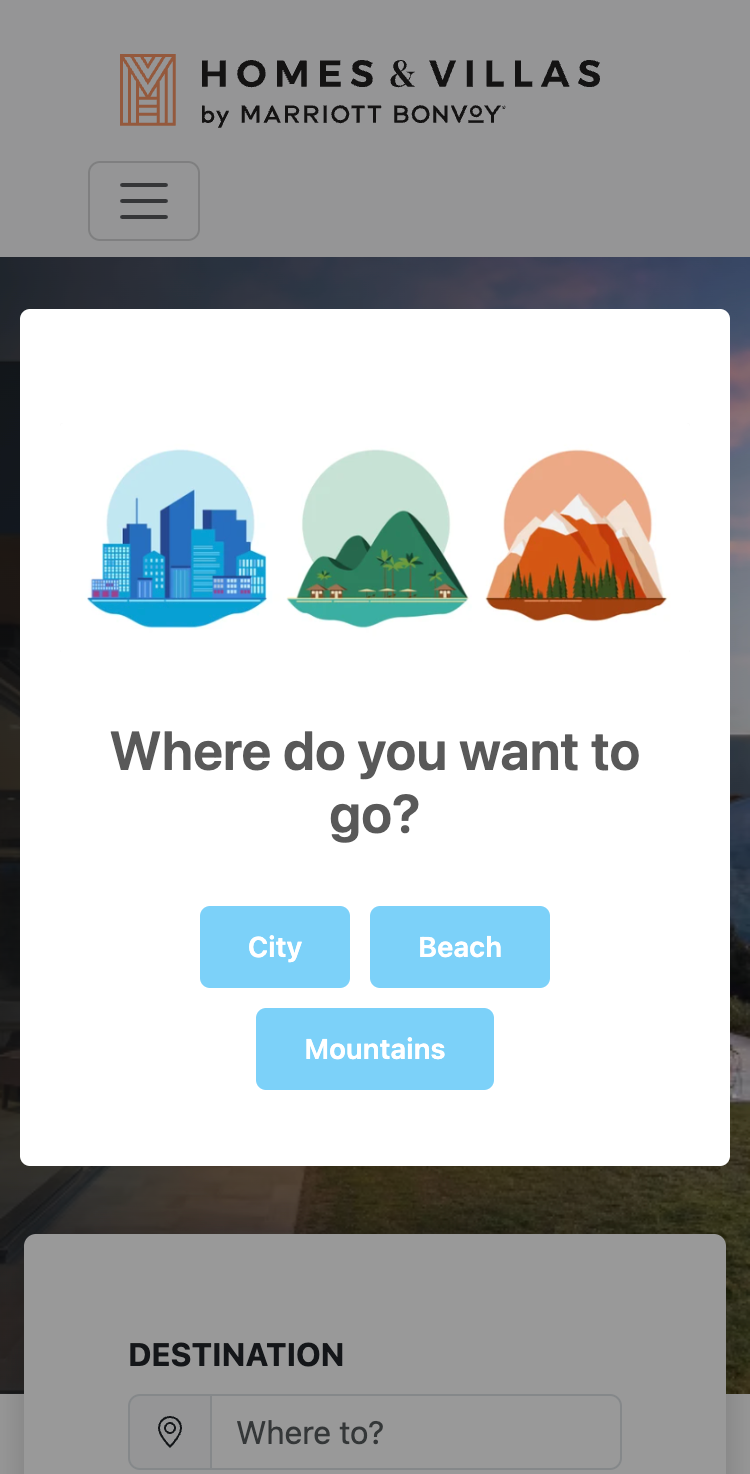 HOMES & VILLAS
by MARRIOTT BONVOY
Where do you want to
go?
City
Beach
Mountains
DESTINATION
Where to?